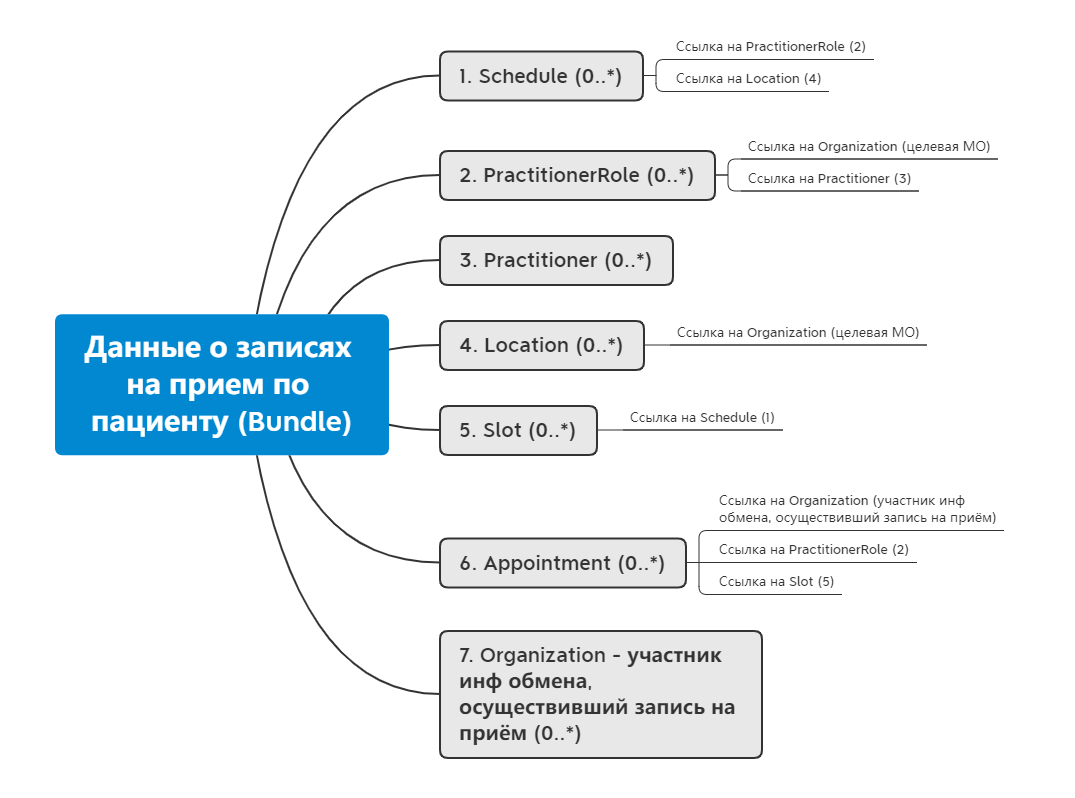 Данные о записях
на прием по
пациенту (Bundle)
1. Schedule (0..*)
Ссылка на PractitionerRole (2)
Ссылка на Location (4)
2. PractitionerRole (0..*)
Ссылка на Organization (целевая МО)
Ссылка на Practitioner (3)
3. Practitioner (0..*)
4. Location (0..*)
Ссылка на Organization (целевая МО)
5. Slot (0..*)
Ссылка на Schedule (1)
6. Appointment (0..*)
Ссылка на Organization (участник инф
обмена, осуществивший запись на приём)
Ссылка на PractitionerRole (2)
Ссылка на Slot (5)
7. Organization - участник
инф обмена,
осуществивший запись на
приём (0..*)